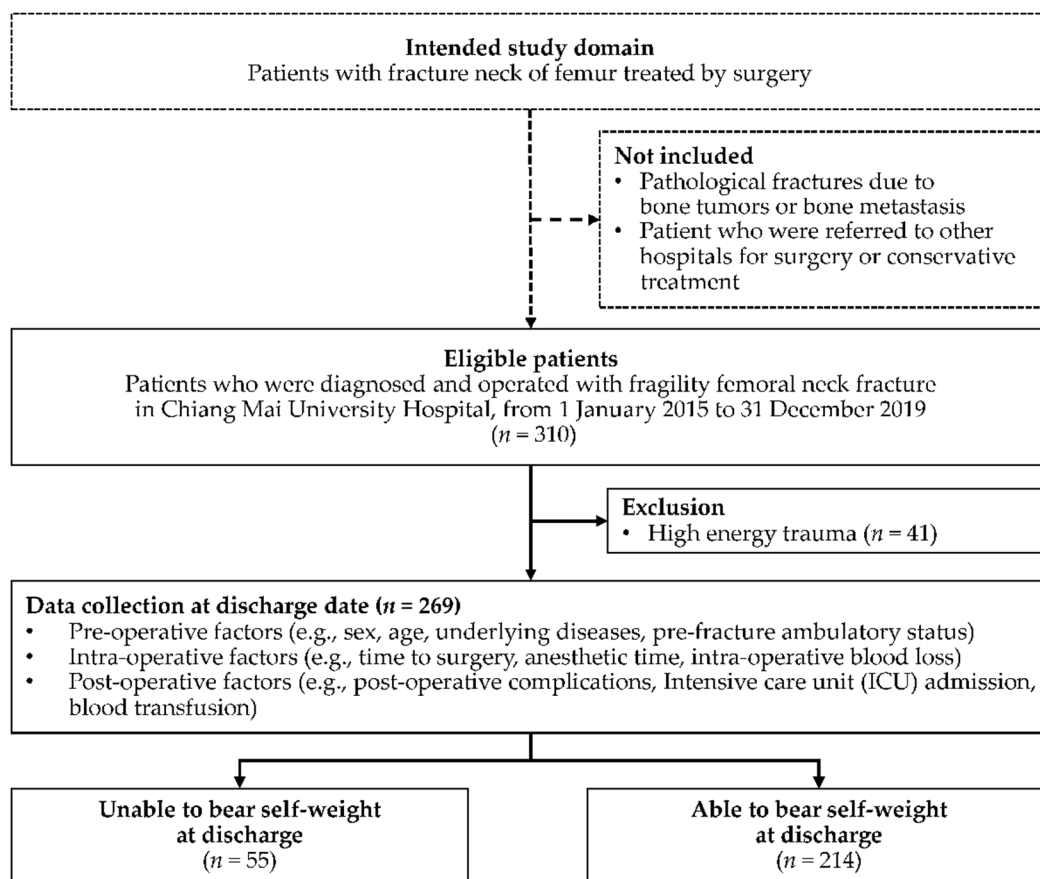 Intended study domain
Patients with fracture neck of femur treated by surgery
Not included
• Pathological fractures due to
bone tumors or bone metastasis
• Patient who were referred to other
hospitals for surgery or conservative
treatment
Eligible patients
Patients who were diagnosed and operated with fragility femoral neck fracture
in Chiang Mai University Hospital, from 1 January 2015 to 31 December 2019
(n = 310)
Exclusion
• High energy trauma (n = 41)
Data collection at discharge date (n = 269)
• Pre-operative factors (e.g., sex, age, underlying diseases, pre-fracture ambulatory status)
• Intra-operative factors (e.g., time to surgery, anesthetic time, intra-operative blood loss)
• Post-operative factors (e.g., post-operative complications, Intensive care unit (ICU) admission,
blood transfusion)
Unable to bear self-weight
at discharge
(n = 55)
Able to bear self-weight
at discharge
(n = 214)